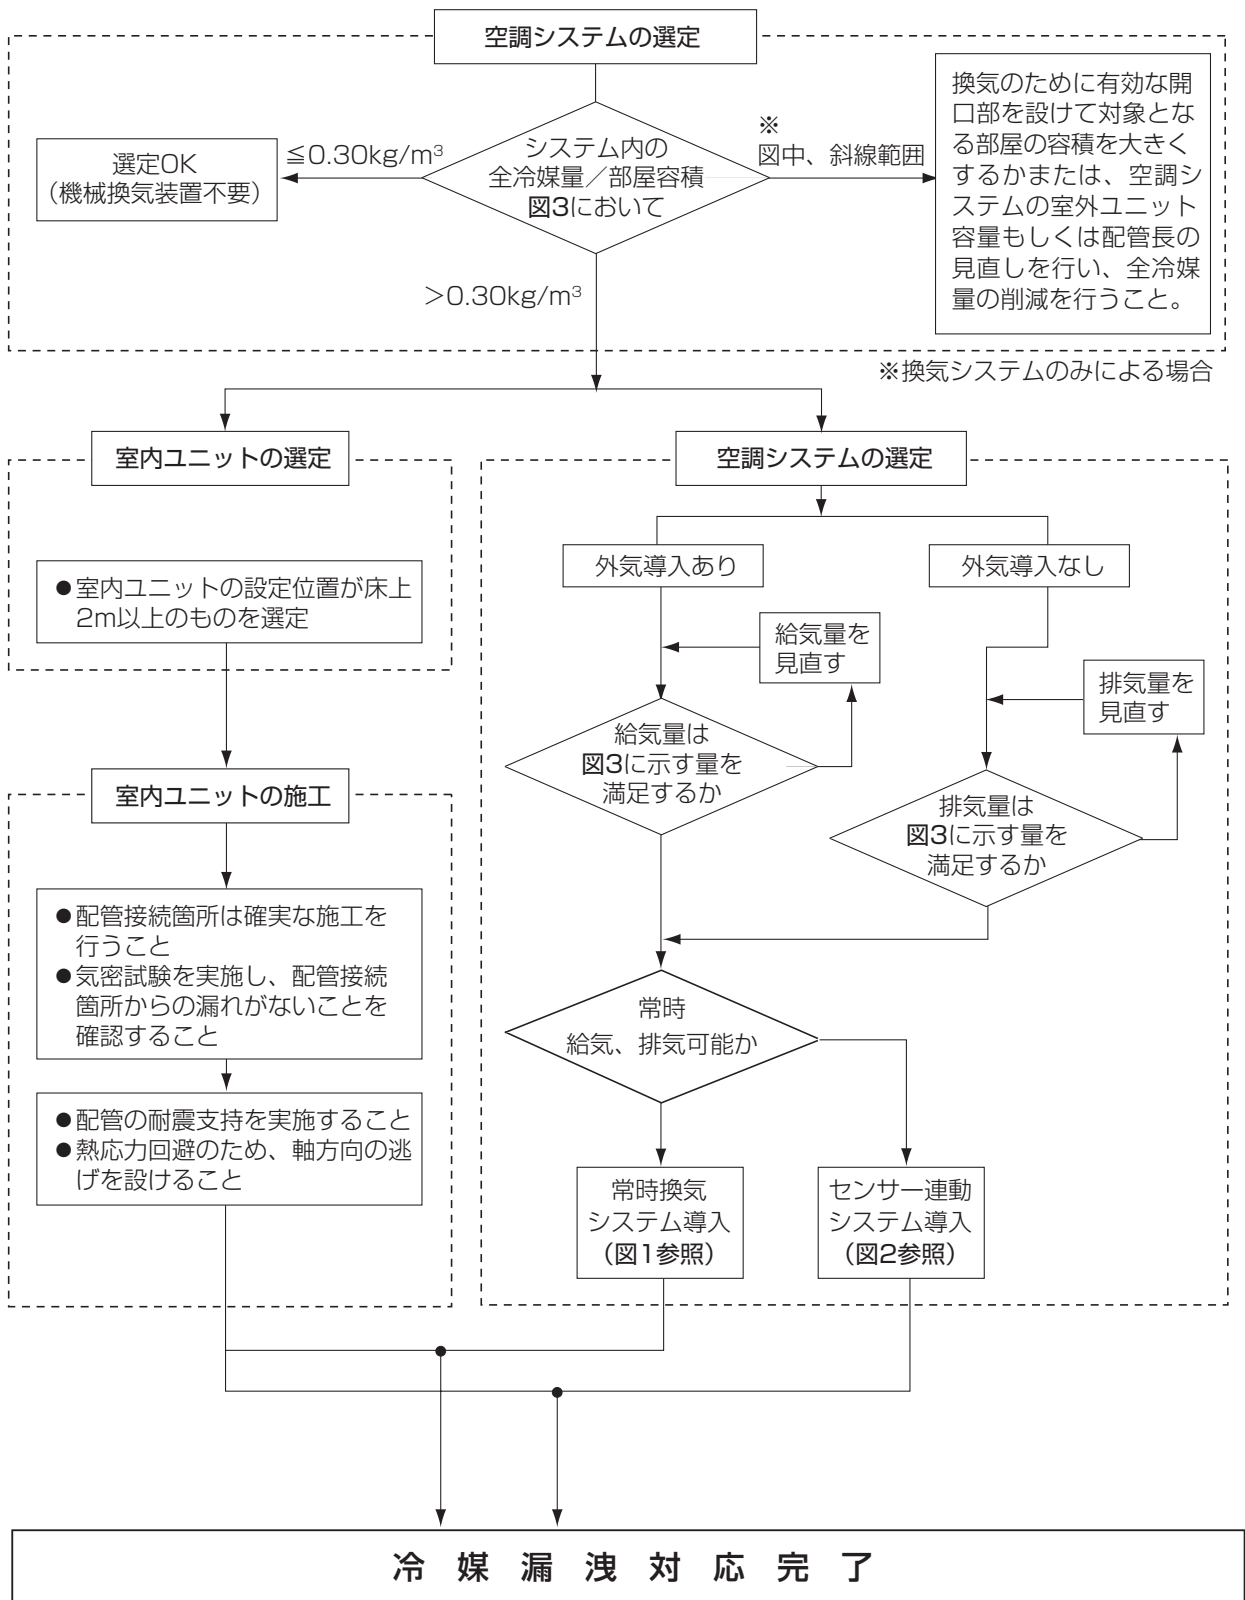 空調システムの選定
選定OK
（機械換気装置不要）
≦0.30kg/m³
システム内の
全冷媒量／部屋容積
図3において
※
図中、斜線範囲
換気のために有効な開
口部を設けて対象とな
る部屋の容積を大きく
するかまたは、空調シ
ステムの室外ユニット
容量もしくは配管長の
見直しを行い、全冷媒
量の削減を行うこと。
＞0.30kg/m³
※換気システムのみによる場合
室内ユニットの選定
●室内ユニットの設定位置が床上
2m以上のものを選定
室内ユニットの施工
●配管接続箇所は確実な施工を
行うこと
●気密試験を実施し、配管接続
箇所からの漏れがないことを
確認すること
●配管の耐震支持を実施すること
●熱応力回避のため、軸方向の逃
げを設けること
空調システムの選定
外気導入あり
外気導入なし
給気量を
見直す
排気量を
見直す
給気量は
図3に示す量を
満足するか
排気量は
図3に示す量を
満足するか
常時
給気、排気可能か
常時換気
システム導入
（図1参照）
センサー連動
システム導入
（図2参照）
冷媒漏洩対応完了